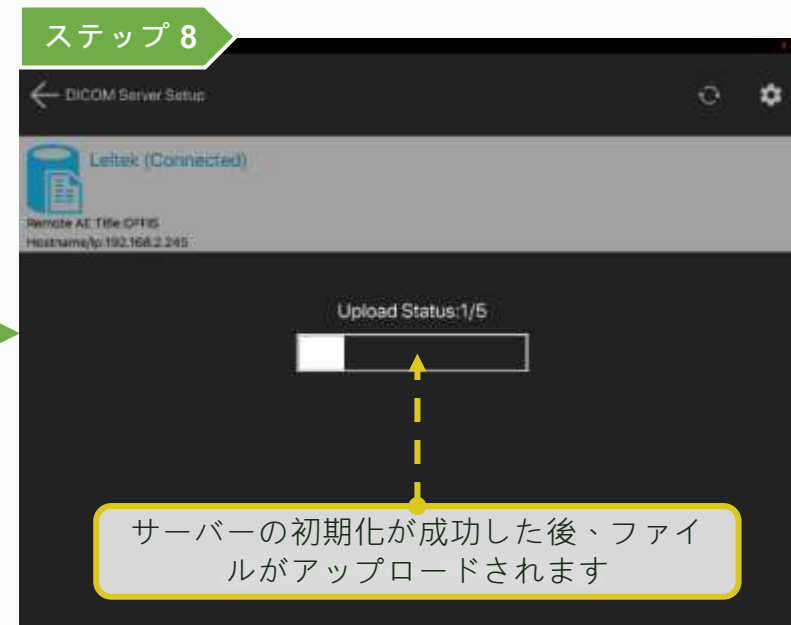 ステップ 8
DICOM Server Setup
Leltek (Connected)
Remote AE Title:OFFIS
Hostname/Ip:192.168.2.245
Upload Status:1/5
サーバーの初期化が成功した後、ファイ
ルがアップロードされます